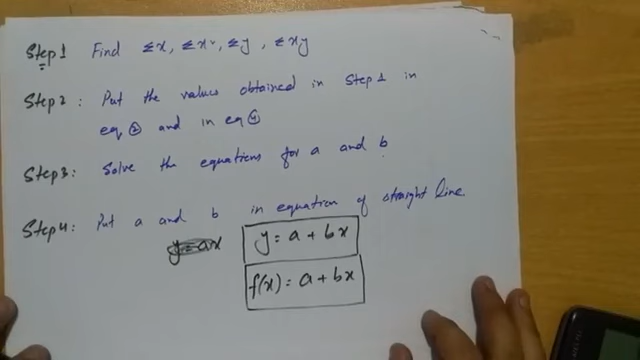 Step 1 Find Σx, Σx², Σy, Σxy
Step 2: Put the values obtained in Step 1 in
eq ② and in eq ④
Step 3: Solve the equations for a and b
Step 4: Put a and b in equation of straight line.
y = a + bx
f(x) = a + bx